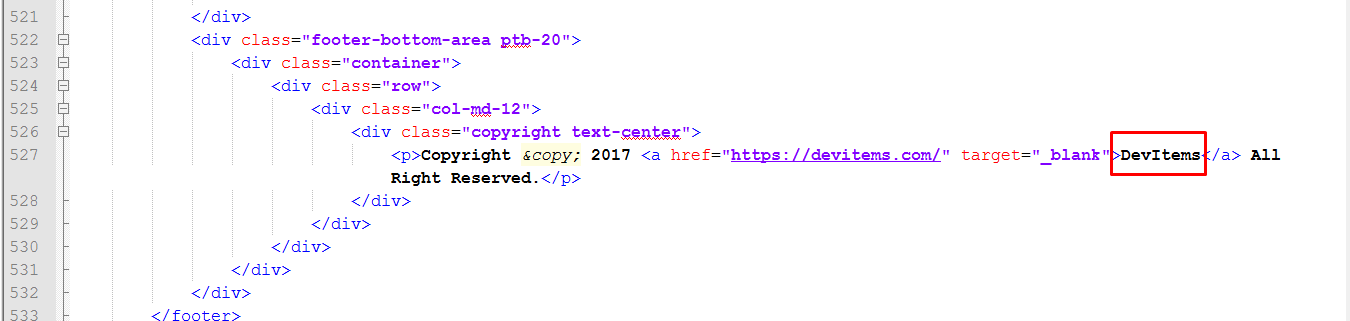 521 </div>
522 <div class="footer-bottom-area ptb-20">
523 <div class="container">
524 <div class="row">
525 <div class="col-md-12">
526 <div class="copyright text-center">
527 <p>Copyright &copy; 2017 <a href="https://devitems.com/" target="_blank">DevItems</a> All
Right Reserved.</p>
528 </div>
529 </div>
530 </div>
531 </div>
532 </div>
533 </footer>